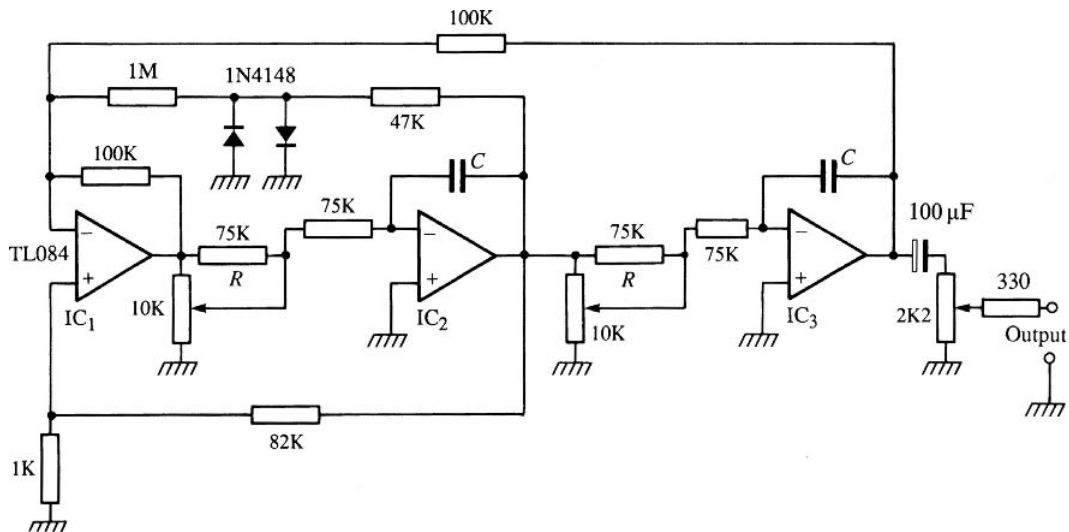 100K
1M
1N4148
47K
100K
C
C
75K
75K
75K
75K
100 µF
TL084
−
+
−
+
−
+
R
R
330
10K
10K
2K2
IC1
IC2
IC3
Output
82K
1K